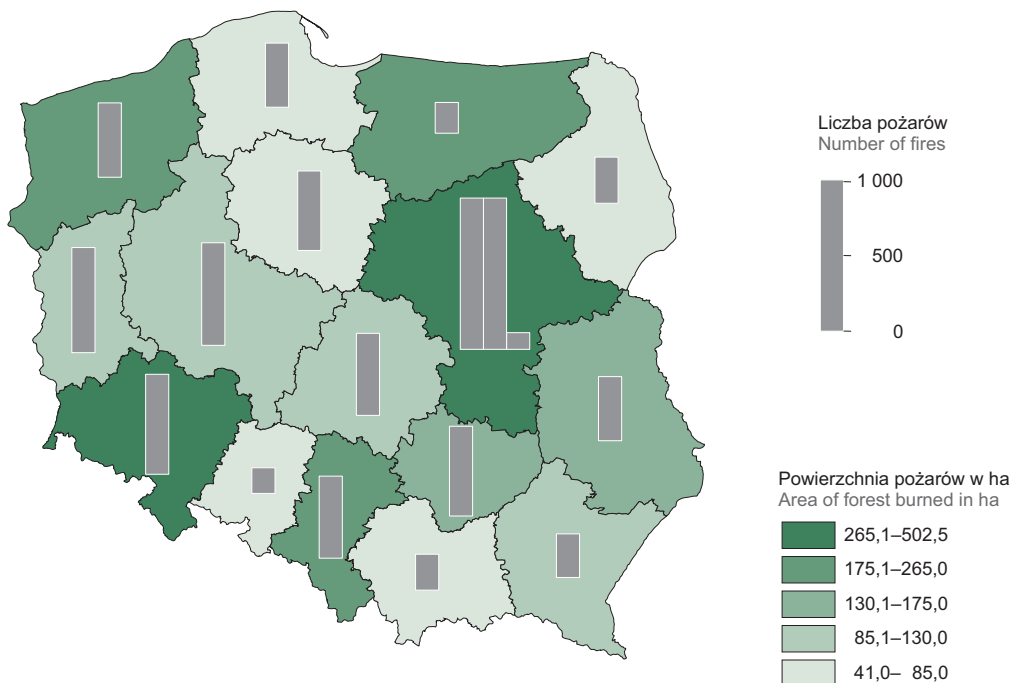 Liczba pożarów
Number of fires
1 000
500
0
Powierzchnia pożarów w ha
Area of forest burned in ha
265,1–502,5
175,1–265,0
130,1–175,0
85,1–130,0
41,0– 85,0